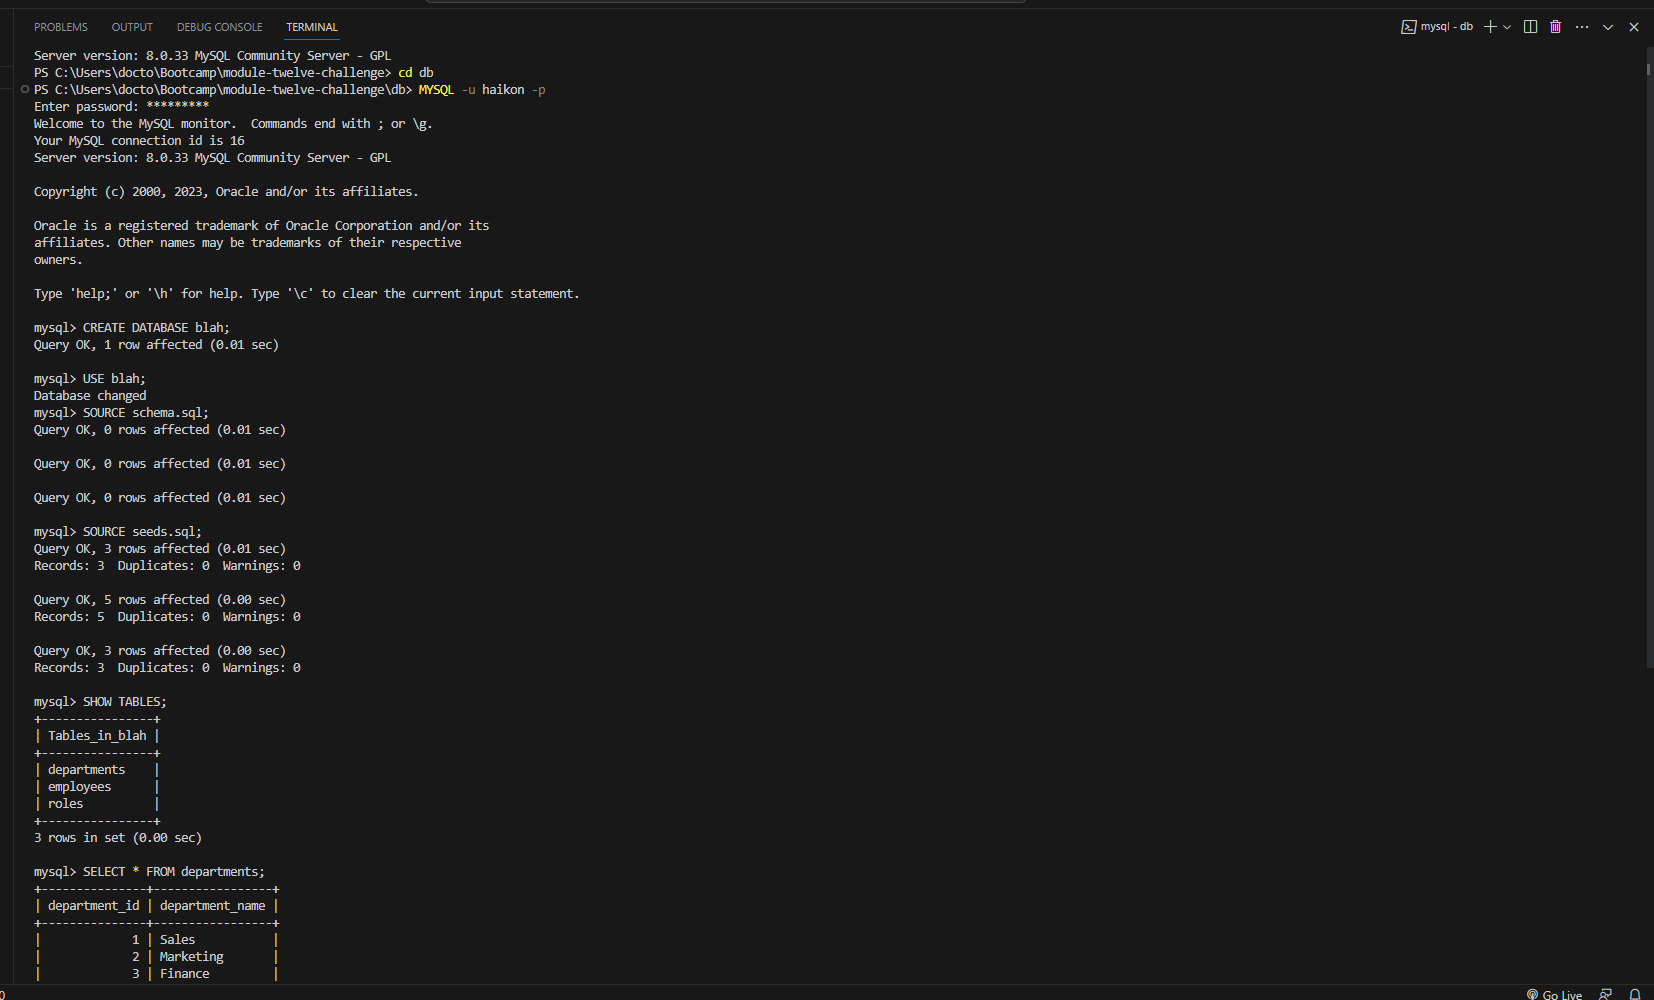 PROBLEMS OUTPUT DEBUG CONSOLE TERMINAL mysql - db
Server version: 8.0.33 MySQL Community Server - GPL
PS C:\Users\docto\Bootcamp\module-twelve-challenge> cd db
PS C:\Users\docto\Bootcamp\module-twelve-challenge\db> MYSQL -u haikon -p
Enter password: *********
Welcome to the MySQL monitor.  Commands end with ; or \g.
Your MySQL connection id is 16
Server version: 8.0.33 MySQL Community Server - GPL
Copyright (c) 2000, 2023, Oracle and/or its affiliates.
Oracle is a registered trademark of Oracle Corporation and/or its
affiliates. Other names may be trademarks of their respective
owners.
Type 'help;' or '\h' for help. Type '\c' to clear the current input statement.
mysql> CREATE DATABASE blah;
Query OK, 1 row affected (0.01 sec)
mysql> USE blah;
Database changed
mysql> SOURCE schema.sql;
Query OK, 0 rows affected (0.01 sec)
Query OK, 0 rows affected (0.01 sec)
Query OK, 0 rows affected (0.01 sec)
mysql> SOURCE seeds.sql;
Query OK, 3 rows affected (0.01 sec)
Records: 3  Duplicates: 0  Warnings: 0
Query OK, 5 rows affected (0.00 sec)
Records: 5  Duplicates: 0  Warnings: 0
Query OK, 3 rows affected (0.00 sec)
Records: 3  Duplicates: 0  Warnings: 0
mysql> SHOW TABLES;
+----------------+
| Tables_in_blah |
+----------------+
| departments    |
| employees      |
| roles          |
+----------------+
3 rows in set (0.00 sec)
mysql> SELECT * FROM departments;
+---------------+-----------------+
| department_id | department_name |
+---------------+-----------------+
|             1 | Sales           |
|             2 | Marketing       |
|             3 | Finance         |
0 Go Live